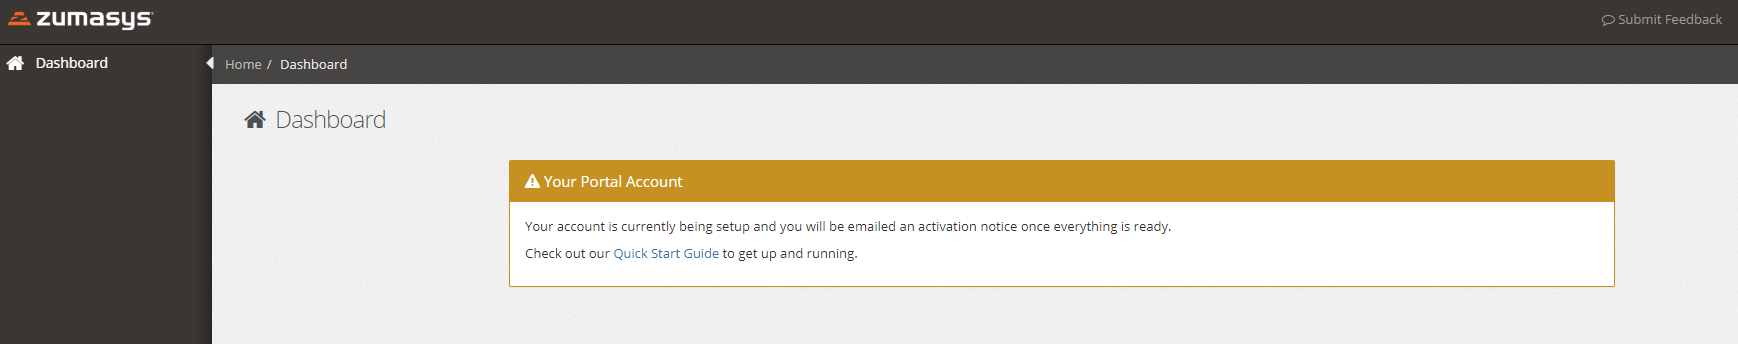 zumasys
Submit Feedback
Dashboard
Home / Dashboard
Dashboard
Your Portal Account
Your account is currently being setup and you will be emailed an activation notice once everything is ready.
Check out our Quick Start Guide to get up and running.